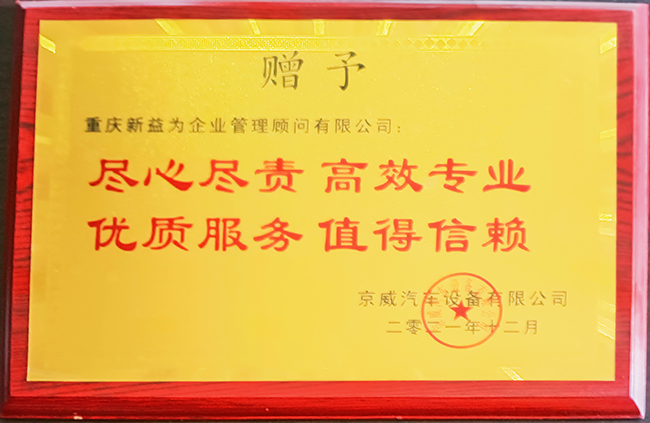 赠予
重庆新益为企业管理顾问有限公司：
尽心尽责 高效专业
优质服务 值得信赖
京威汽车设备有限公司
二零二一年十二月